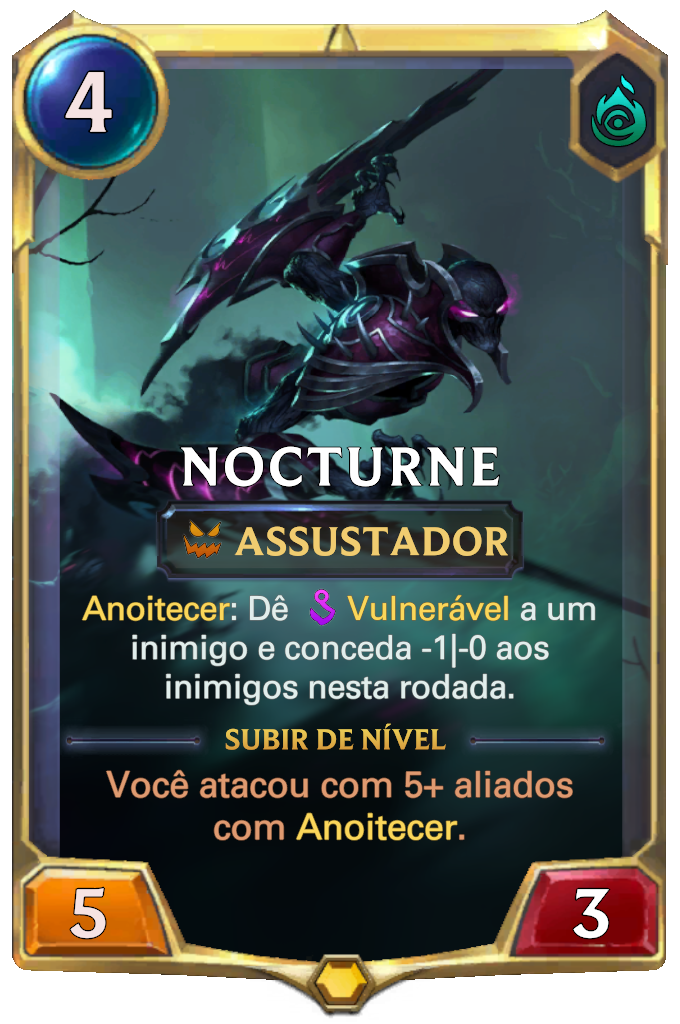 4
NOCTURNE
ASSUSTADOR
Anoitecer: Dê Vulnerável a um
inimigo e conceda -1|-0 aos
inimigos nesta rodada.
SUBIR DE NÍVEL
Você atacou com 5+ aliados
com Anoitecer.
5
3